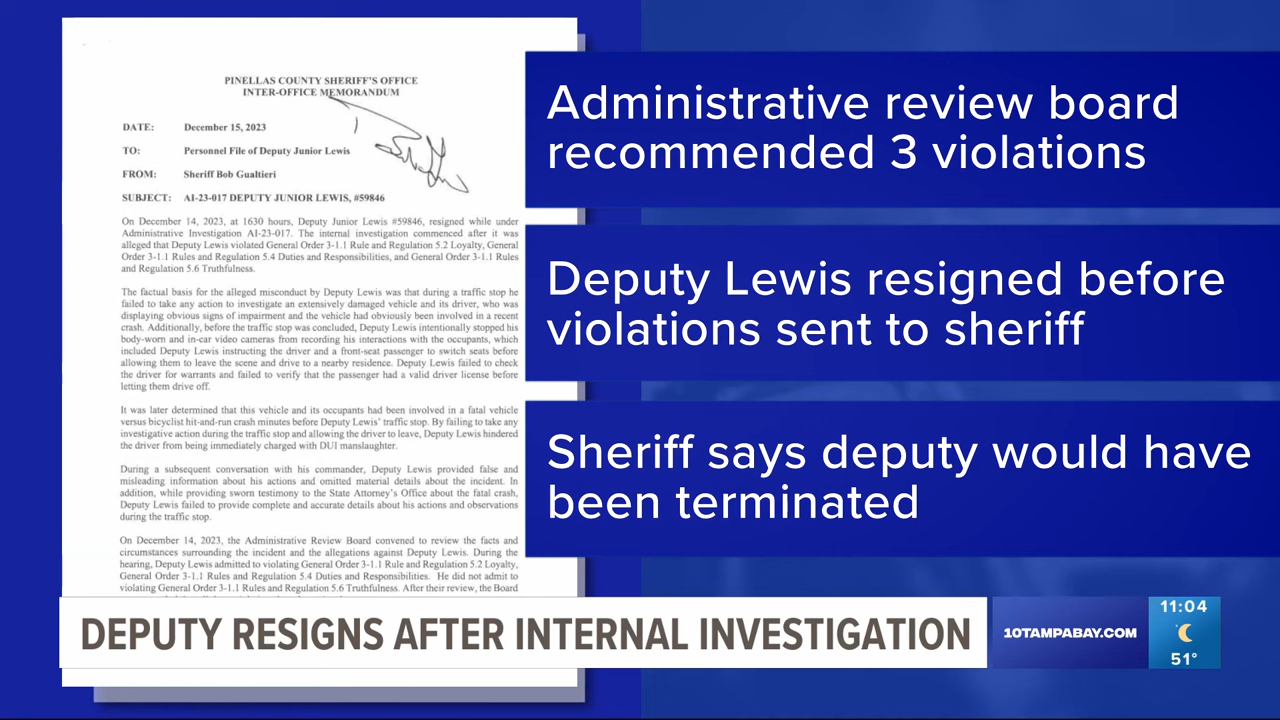 PINELLAS COUNTY SHERIFF'S OFFICE
INTER-OFFICE MEMORANDUM
DATE: December 15, 2023
TO: Personnel File of Deputy Junior Lewis
FROM: Sheriff Bob Gualtieri
SUBJECT: AI-23-017 DEPUTY JUNIOR LEWIS, #59846
On December 14, 2023, at 1630 hours, Deputy Junior Lewis #59846, resigned while under
Administrative Investigation AI-23-017. The internal investigation commenced after it was
alleged that Deputy Lewis violated General Order 3-1.1 Rule and Regulation 5.2 Loyalty, General
Order 3-1.1 Rules and Regulation 5.4 Duties and Responsibilities, and General Order 3-1.1 Rules
and Regulation 5.6 Truthfulness.
The factual basis for the alleged misconduct by Deputy Lewis was that during a traffic stop he
failed to take any action to investigate an extensively damaged vehicle and its driver, who was
displaying obvious signs of impairment and the vehicle had obviously been involved in a recent
crash. Additionally, before the traffic stop was concluded, Deputy Lewis intentionally stopped his
body-worn and in-car video cameras from recording his interactions with the occupants, which
included Deputy Lewis instructing the driver and a front-seat passenger to switch seats before
allowing them to leave the scene and drive to a nearby residence. Deputy Lewis failed to check
the driver for warrants and failed to verify that the passenger had a valid driver license before
letting them drive off.
It was later determined that this vehicle and its occupants had been involved in a fatal vehicle
versus bicyclist hit-and-run crash minutes before Deputy Lewis' traffic stop. By failing to take any
investigative action during the traffic stop and allowing the driver to leave, Deputy Lewis hindered
the driver from being immediately charged with DUI manslaughter.
During a subsequent conversation with his commander, Deputy Lewis provided false and
misleading information about his actions and omitted material details about the incident. In
addition, while providing sworn testimony to the State Attorney's Office about the fatal crash,
Deputy Lewis failed to provide complete and accurate details about his actions and observations
during the traffic stop.
On December 14, 2023, the Administrative Review Board convened to review the facts and
circumstances surrounding the incident and the allegations against Deputy Lewis. During the
hearing, Deputy Lewis admitted to violating General Order 3-1.1 Rule and Regulation 5.2 Loyalty,
General Order 3-1.1 Rules and Regulation 5.4 Duties and Responsibilities. He did not admit to
violating General Order 3-1.1 Rules and Regulation 5.6 Truthfulness. After their review, the Board
Administrative review board
recommended 3 violations
Deputy Lewis resigned before
violations sent to sheriff
Sheriff says deputy would have
been terminated
DEPUTY RESIGNS AFTER INTERNAL INVESTIGATION
10TAMPABAY.COM
11:04
51°